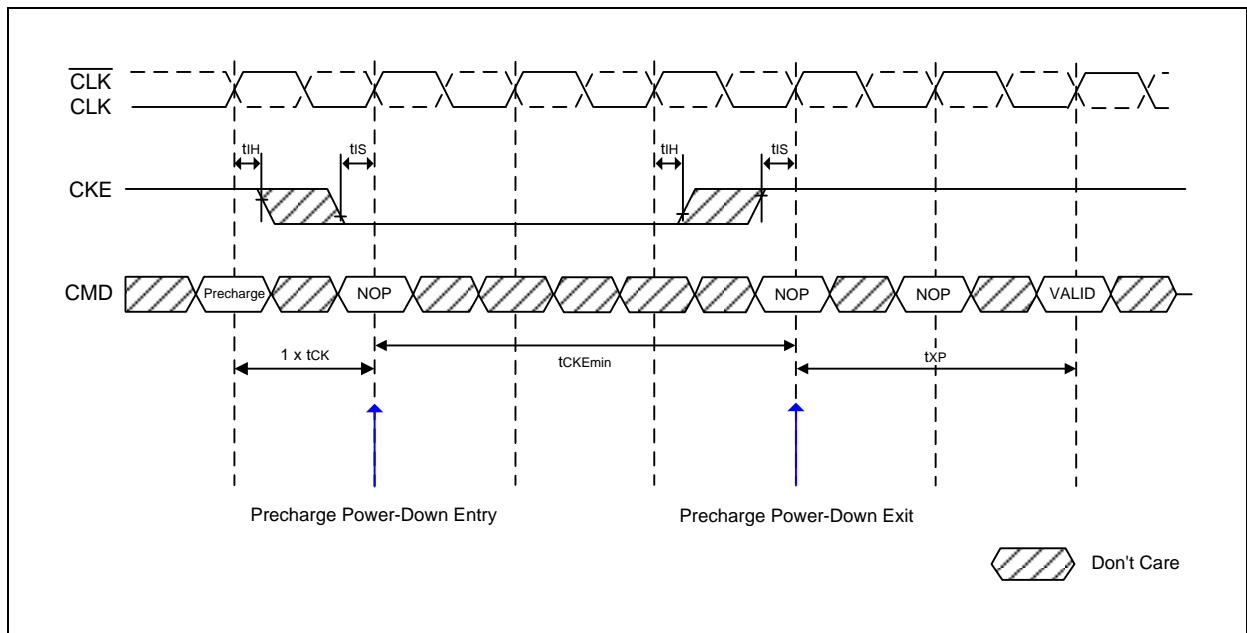 CLK
CLK
tIH
tIS
tIH
tIS
CKE
CMD
Precharge
NOP
NOP
NOP
VALID
1 x tCK
tCKEmin
tXP
Precharge Power-Down Entry
Precharge Power-Down Exit
Don't Care